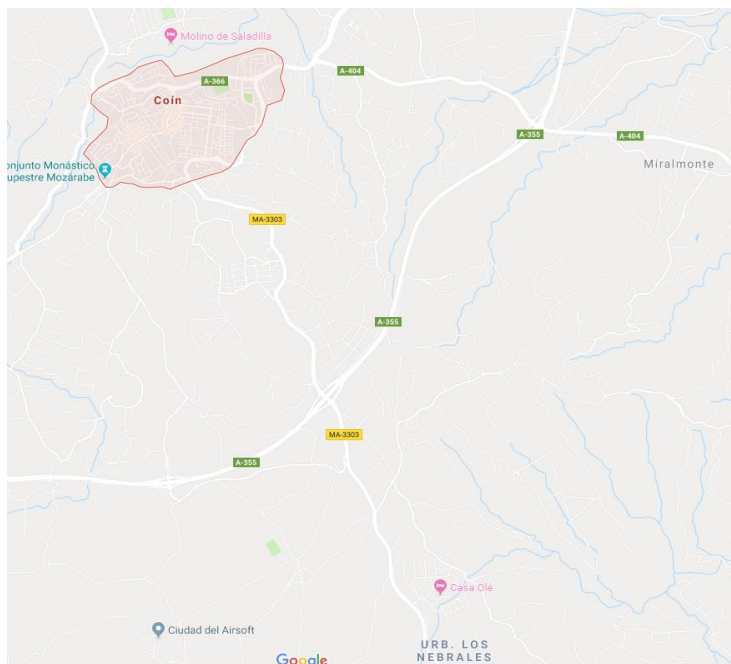 Molino de Saladilla
A-404
A-366
Coín
A-355
A-404
Miralmonte
onjunto Monástico
upestre Mozárabe
MA-3303
A-355
MA-3303
A-355
Casa Olé
Ciudad del Airsoft
URB. LOS
NEBRALES
Google